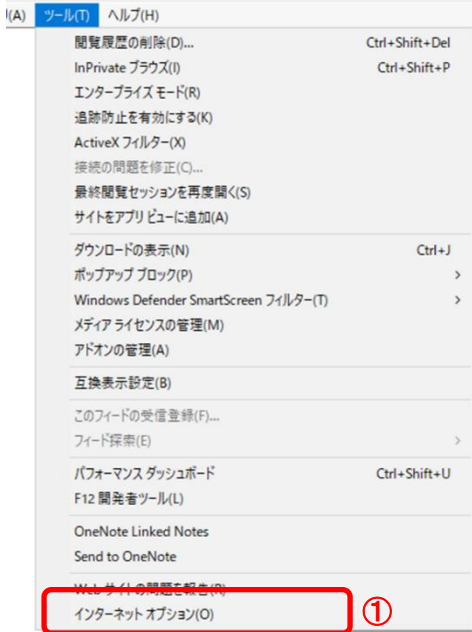 (A) ツール(T) ヘルプ(H)
閲覧履歴の削除(D)... Ctrl+Shift+Del
InPrivate ブラウズ(I) Ctrl+Shift+P
エンタープライズ モード(R)
追跡防止を有効にする(K)
ActiveX フィルター(X)
接続の問題を修正(C)...
最終閲覧セッションを再度開く(S)
サイトをアプリ ビューに追加(A)
ダウンロードの表示(N) Ctrl+J
ポップアップ ブロック(P) >
Windows Defender SmartScreen フィルター(T) >
メディア ライセンスの管理(M)
アドオンの管理(A)
互換表示設定(B)
このフィードの受信登録(F)...
フィード探索(E) >
パフォーマンス ダッシュボード Ctrl+Shift+U
F12 開発者ツール(L)
OneNote Linked Notes
Send to OneNote
Web サイトの問題を報告(R)
インターネット オプション(O) ①